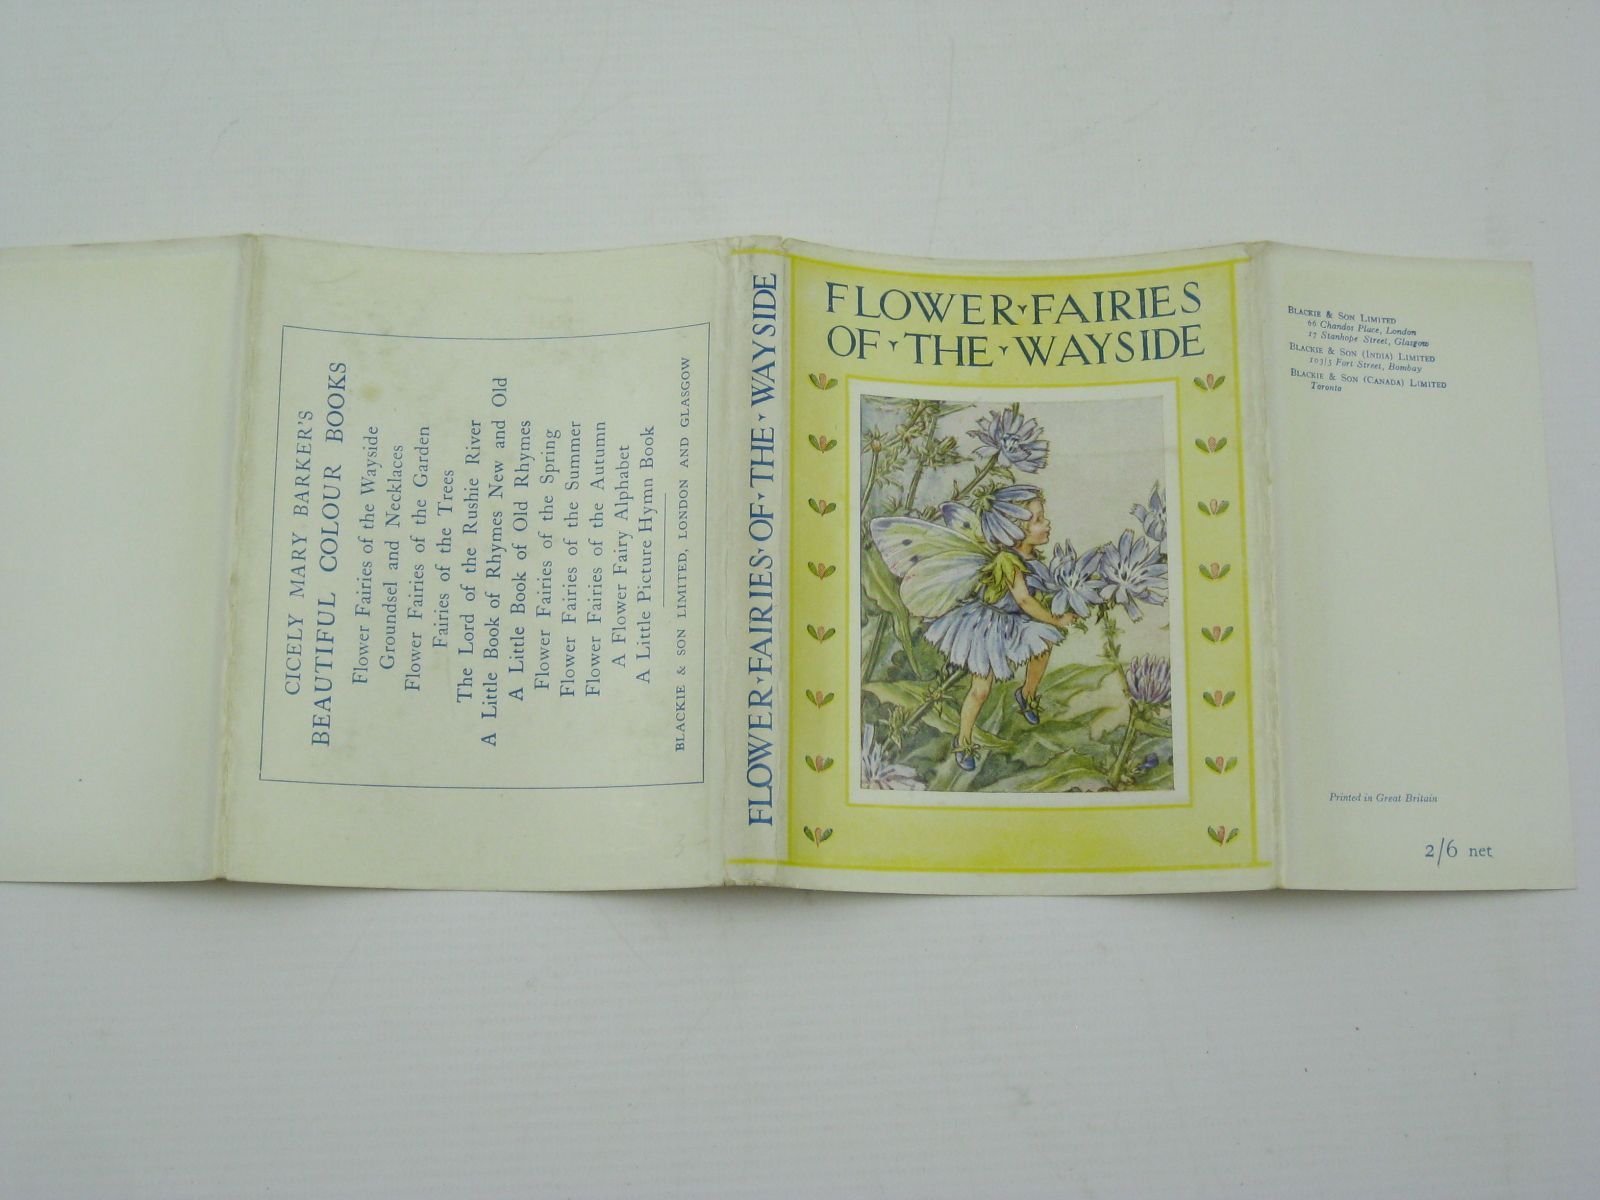 CICELY MARY BARKER'S
BEAUTIFUL COLOUR BOOKS
Flower Fairies of the Wayside
Groundsel and Necklaces
Flower Fairies of the Garden
Fairies of the Trees
The Lord of the Rushie River
A Little Book of Rhymes New and Old
A Little Book of Old Rhymes
Flower Fairies of the Spring
Flower Fairies of the Summer
Flower Fairies of the Autumn
A Flower Fairy Alphabet
A Little Picture Hymn Book
BLACKIE & SON LIMITED, LONDON AND GLASGOW
FLOWER·FAIRIES·OF·THE·WAYSIDE
FLOWER·FAIRIES
OF·THE·WAYSIDE
BLACKIE & SON LIMITED
66 Chandos Place, London
17 Stanhope Street, Glasgow
BLACKIE & SON (INDIA) LIMITED
103/5 Fort Street, Bombay
BLACKIE & SON (CANADA) LIMITED
Toronto
Printed in Great Britain
2/6 net